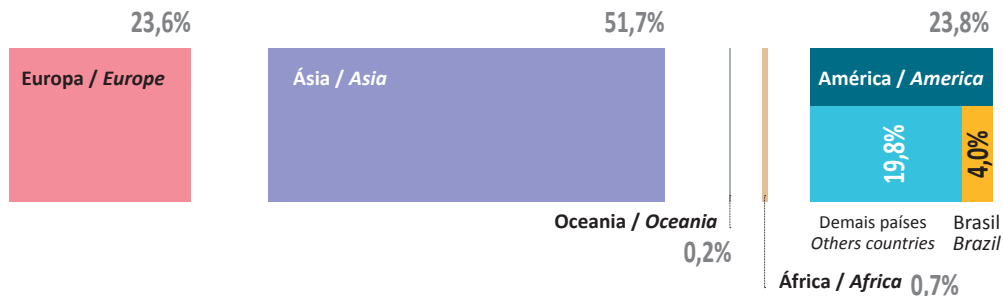 23,6%
51,7%
23,8%
Europa / Europe
Ásia / Asia
América / America
19,8%
4,0%
Oceania / Oceania
0,2%
Demais países
Others countries
Brasil
Brazil
África / Africa 0,7%